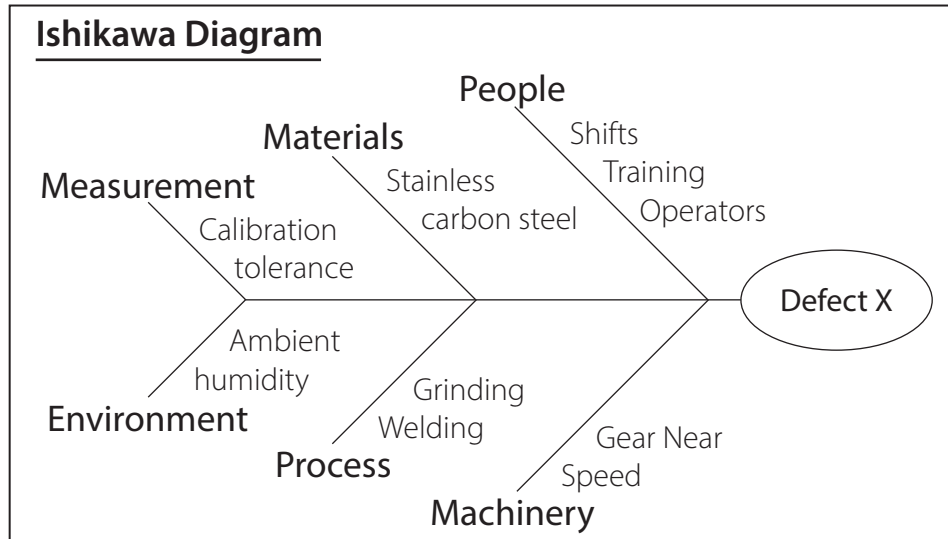 Ishikawa Diagram
People
Shifts
Training
Operators
Materials
Stainless
carbon steel
Measurement
Calibration
tolerance
Defect X
Ambient
humidity
Environment
Grinding
Welding
Process
Gear Near
Speed
Machinery